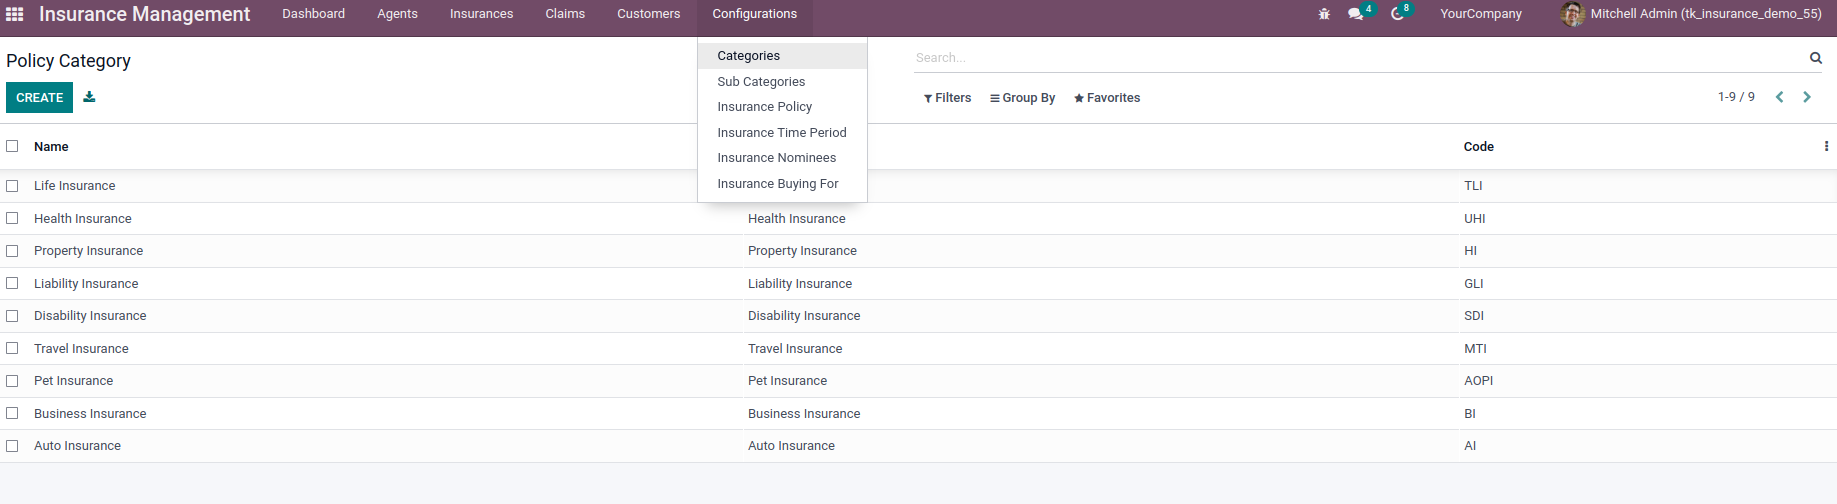 Insurance Management Dashboard Agents Insurances Claims Customers Configurations 4 8 YourCompany Mitchell Admin (tk_insurance_demo_55)
Policy Category
Search...
CREATE
Filters Group By Favorites 1-9 / 9
Categories
Sub Categories
Insurance Policy
Insurance Time Period
Insurance Nominees
Insurance Buying For
Name Code
Life Insurance TLI
Health Insurance Health Insurance UHI
Property Insurance Property Insurance HI
Liability Insurance Liability Insurance GLI
Disability Insurance Disability Insurance SDI
Travel Insurance Travel Insurance MTI
Pet Insurance Pet Insurance AOPI
Business Insurance Business Insurance BI
Auto Insurance Auto Insurance AI